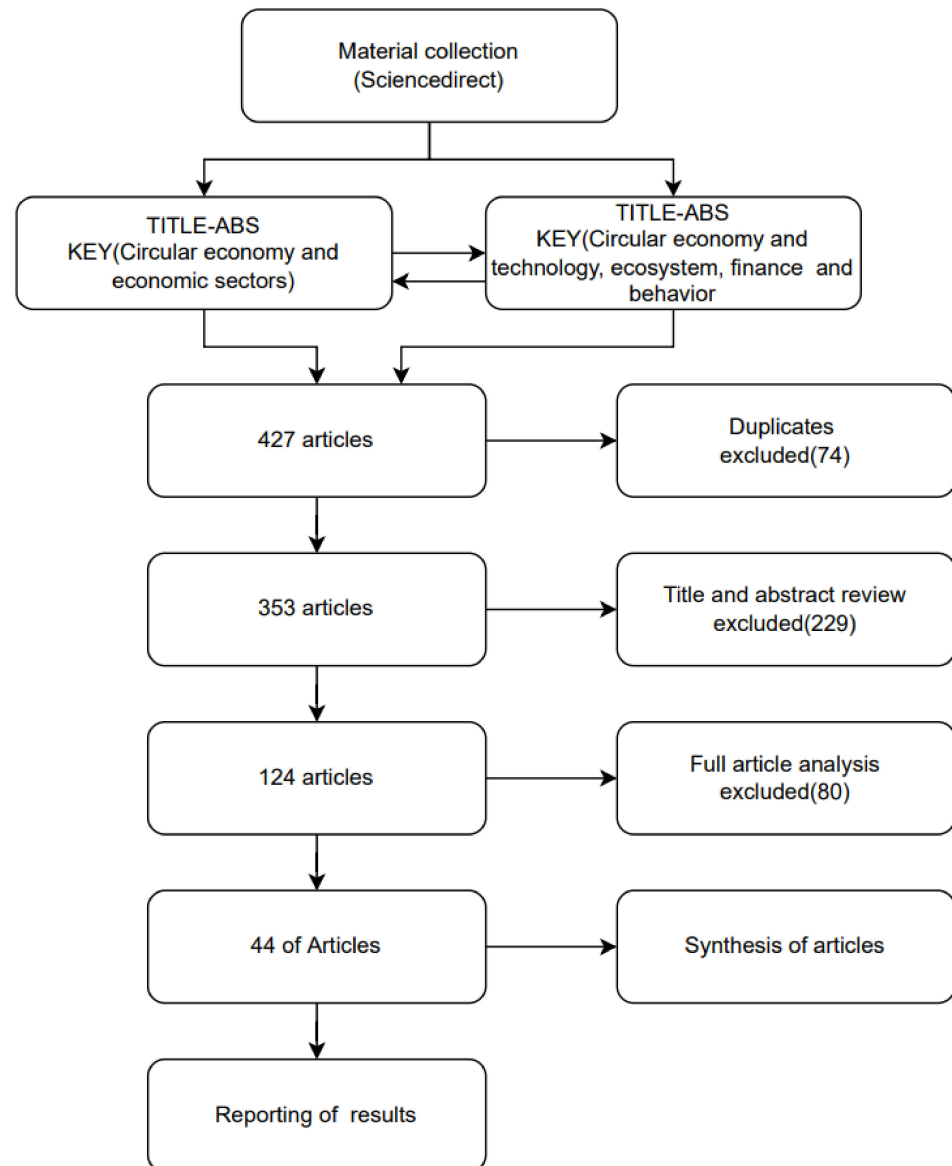 Material collection
(Sciencedirect)
TITLE-ABS
KEY(Circular economy and
economic sectors)
TITLE-ABS
KEY(Circular economy and
technology, ecosystem, finance and
behavior
427 articles
Duplicates
excluded(74)
353 articles
Title and abstract review
excluded(229)
124 articles
Full article analysis
excluded(80)
44 of Articles
Synthesis of articles
Reporting of results